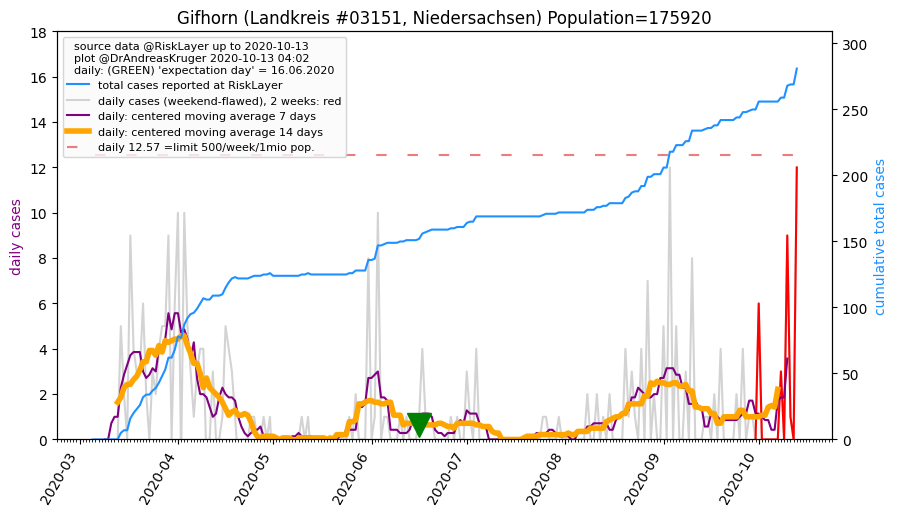 Gifhorn (Landkreis #03151, Niedersachsen) Population=175920
source data @RiskLayer up to 2020-10-13
plot @DrAndreasKruger 2020-10-13 04:02
daily: (GREEN) 'expectation day' = 16.06.2020
total cases reported at RiskLayer
daily cases (weekend-flawed), 2 weeks: red
daily: centered moving average 7 days
daily: centered moving average 14 days
daily 12.57 =limit 500/week/1mio pop.
daily cases
18
16
14
12
10
8
6
4
2
0
300
250
200
150
100
50
0
cumulative total cases
2020-03
2020-04
2020-05
2020-06
2020-07
2020-08
2020-09
2020-10